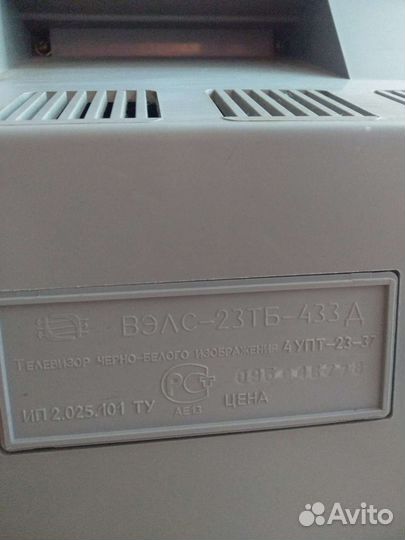 ВЭЛС-23ТБ-433Д
Телевизор черно-белого изображения 4УПТ-23-37
ИП 2.025.101 ТУ
РСТ
АЕ13
ЦЕНА
Avito